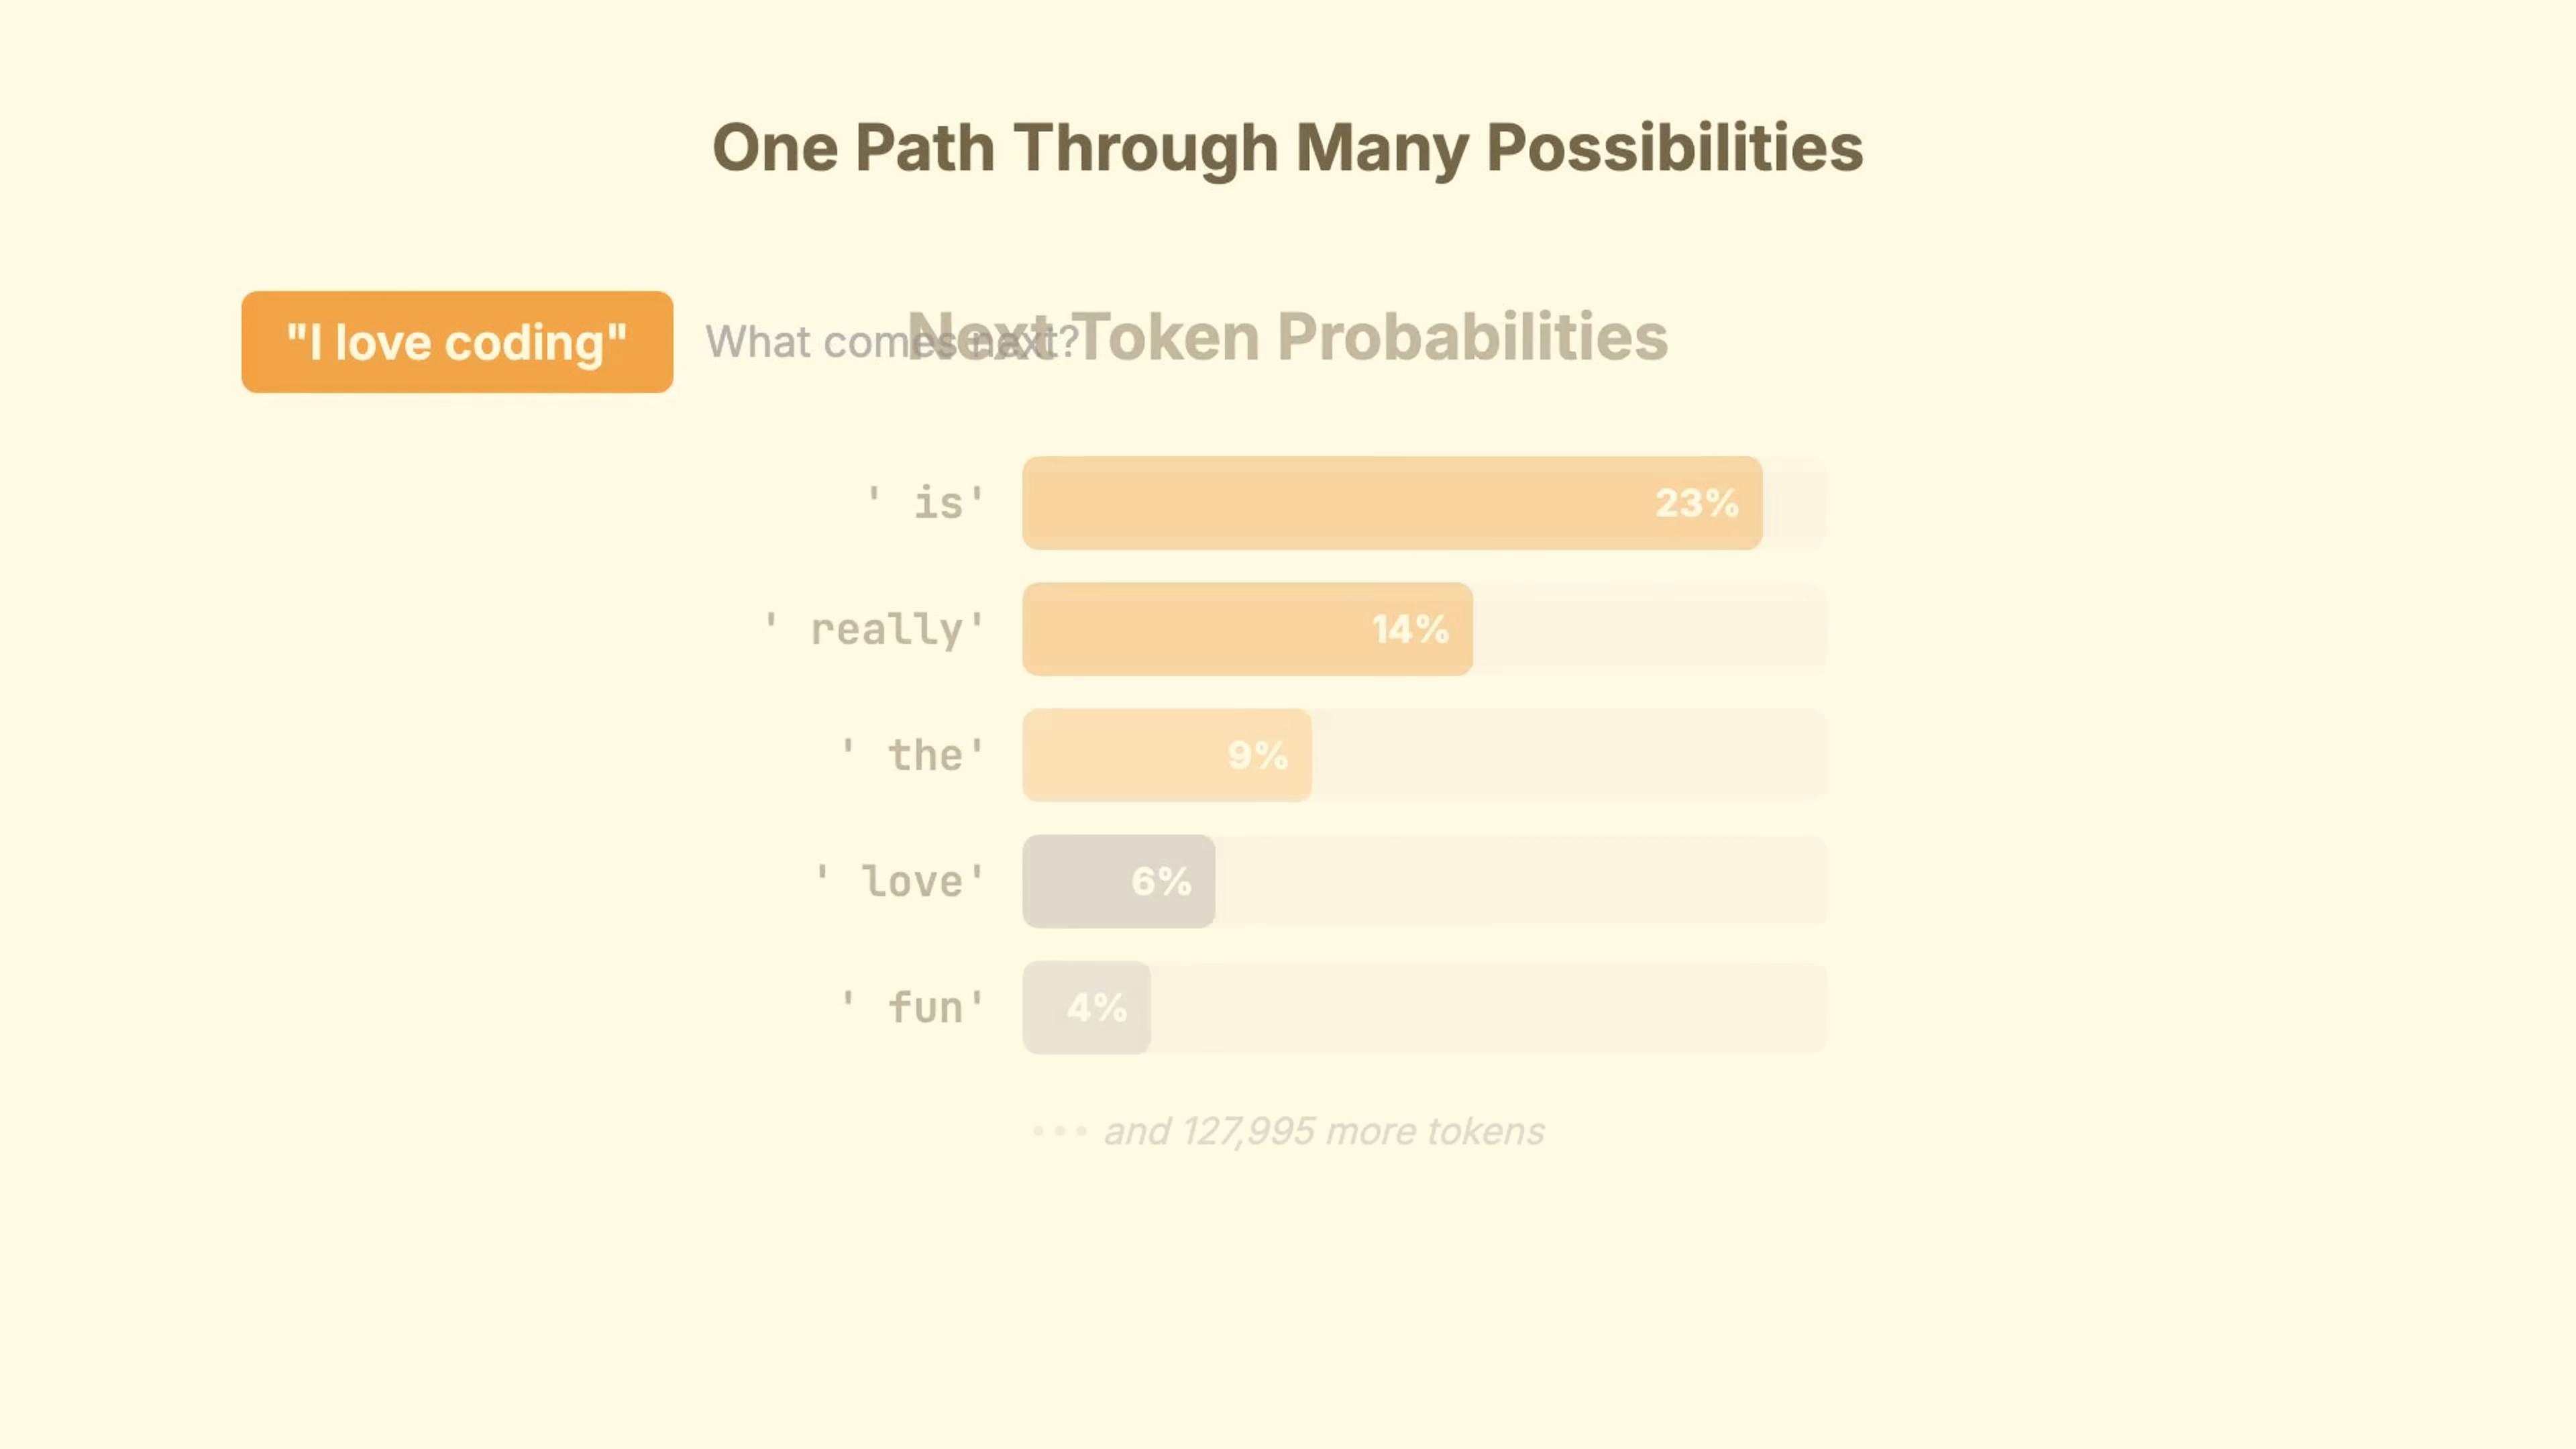 One Path Through Many Possibilities
"I love coding"
What comes next?
Next Token Probabilities
' is' 23%
' really' 14%
' the' 9%
' love' 6%
' fun' 4%
••• and 127,995 more tokens